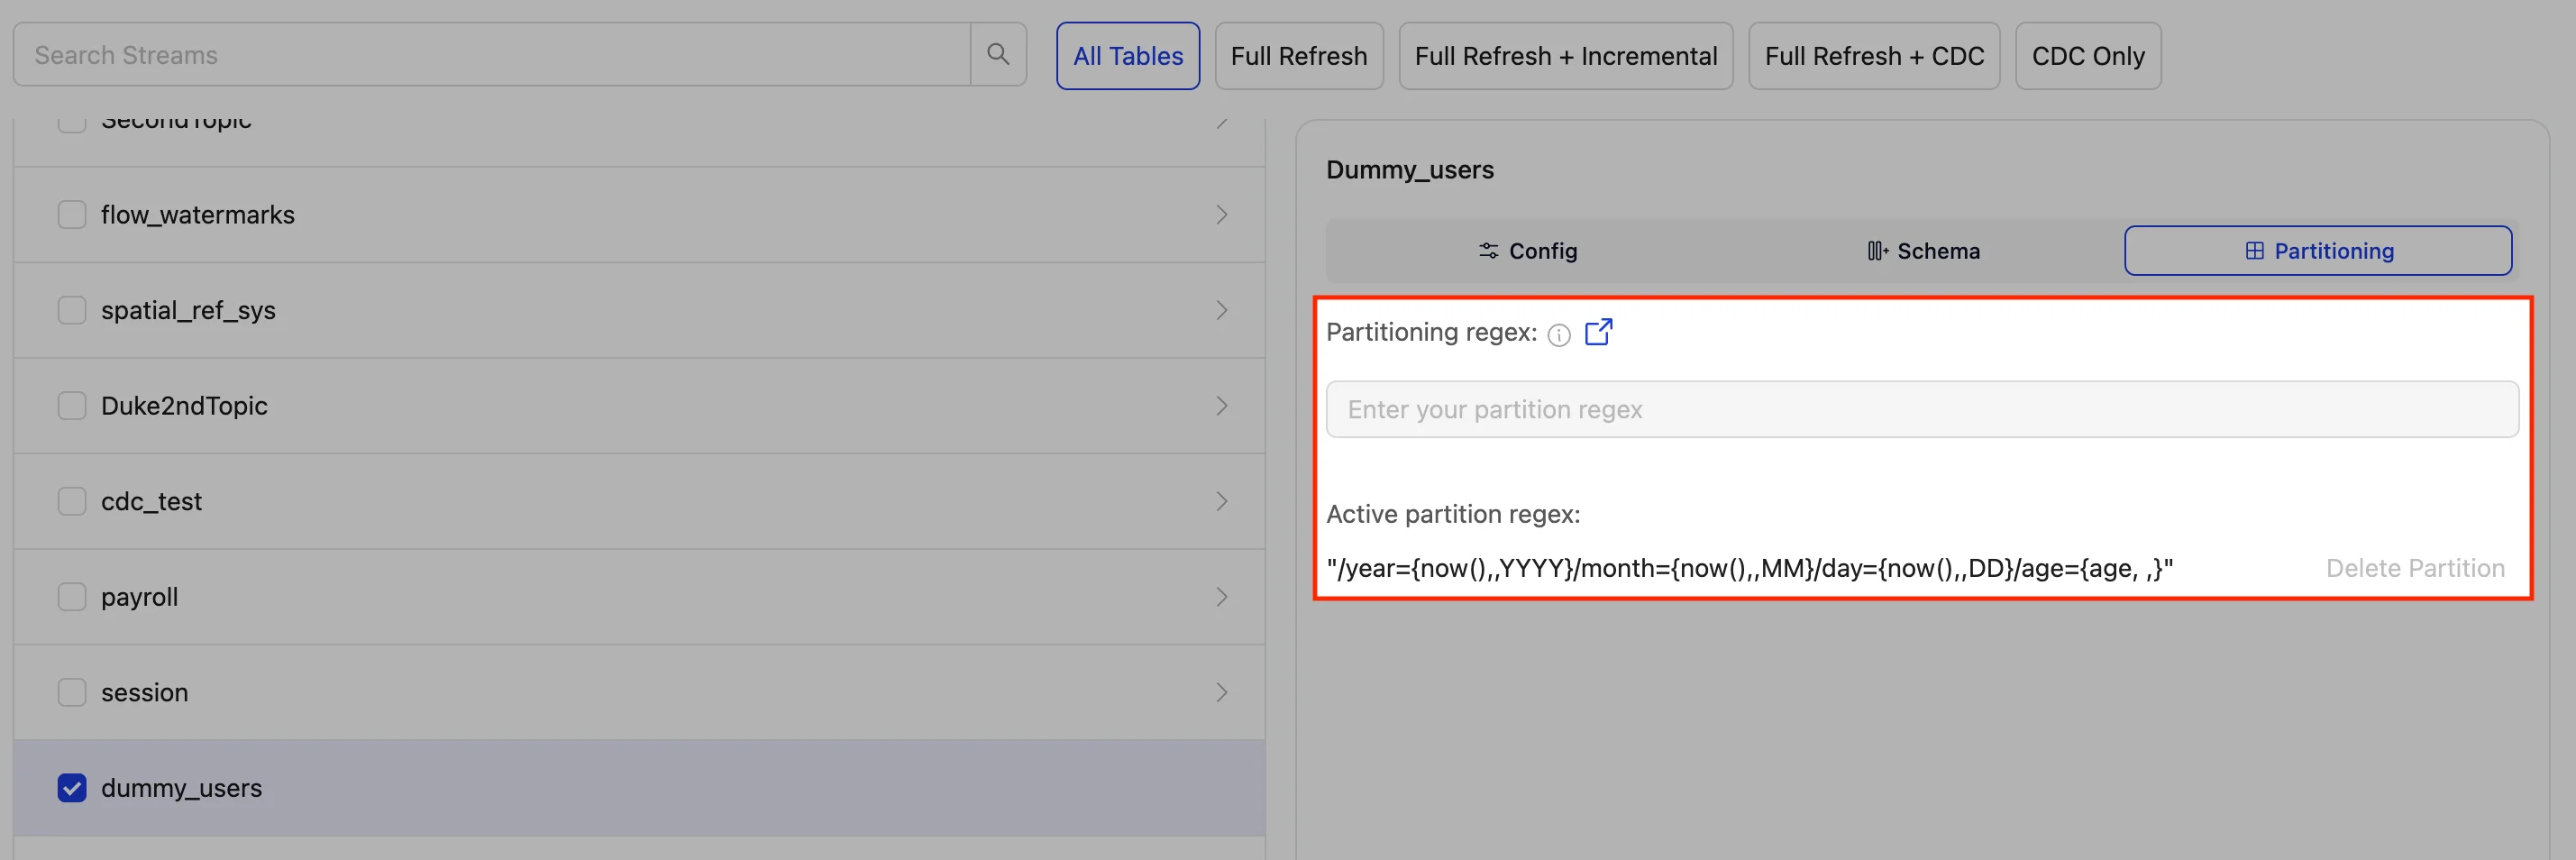 Search Streams
All Tables
Full Refresh
Full Refresh + Incremental
Full Refresh + CDC
CDC Only
SecondTopic
flow_watermarks
spatial_ref_sys
Duke2ndTopic
cdc_test
payroll
session
dummy_users
Dummy_users
Config
Schema
Partitioning
Partitioning regex:
Enter your partition regex
Active partition regex:
"/year={now(),,YYYY}/month={now(),,MM}/day={now(),,DD}/age={age, ,}"
Delete Partition